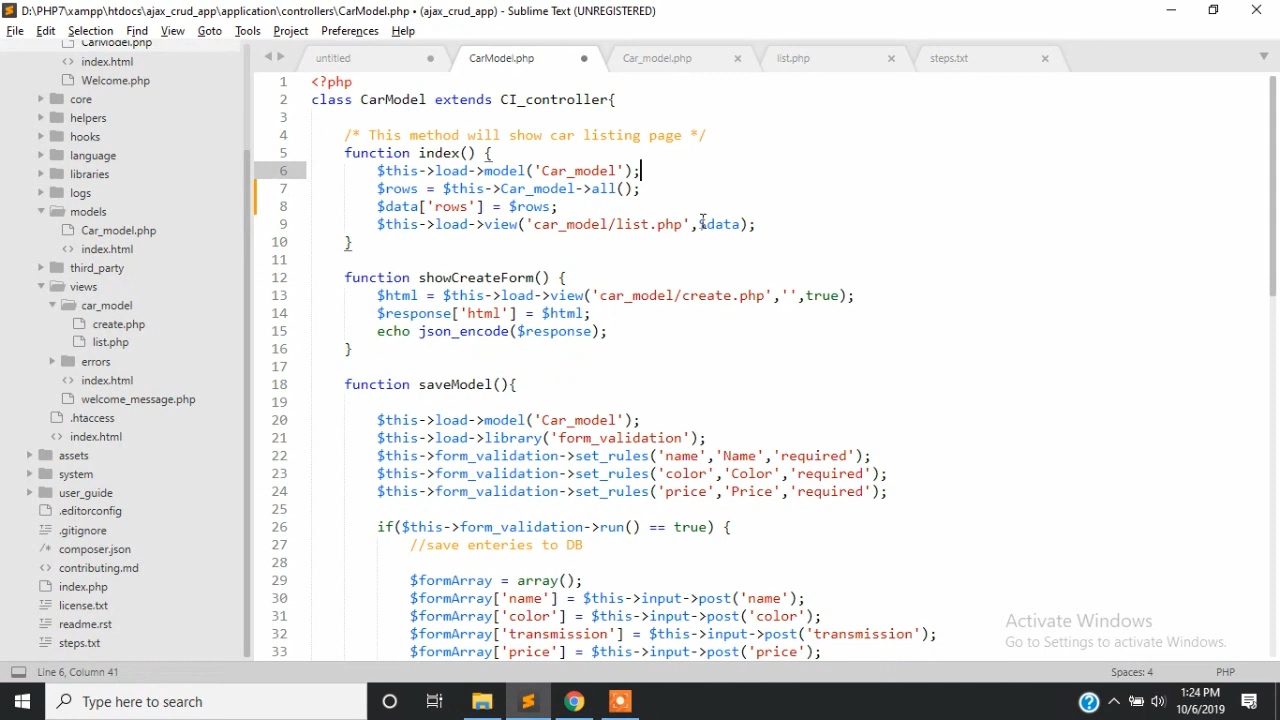 D:\PHP7\xampp\htdocs\ajax_crud_app\application\controllers\CarModel.php • (ajax_crud_app) - Sublime Text (UNREGISTERED)
File Edit Selection Find View Goto Tools Project Preferences Help
untitled CarModel.php Car_model.php list.php steps.txt
CarModel.php
index.html
Welcome.php
core
helpers
hooks
language
libraries
logs
models
Car_model.php
index.html
third_party
views
car_model
create.php
list.php
errors
index.html
welcome_message.php
.htaccess
index.html
assets
system
user_guide
.editorconfig
.gitignore
composer.json
contributing.md
index.php
license.txt
readme.rst
steps.txt
1 <?php
2 class CarModel extends CI_controller{
3
4 /* This method will show car listing page */
5 function index() {
6 $this->load->model('Car_model');
7 $rows = $this->Car_model->all();
8 $data['rows'] = $rows;
9 $this->load->view('car_model/list.php',$data);
10 }
11
12 function showCreateForm() {
13 $html = $this->load->view('car_model/create.php','',true);
14 $response['html'] = $html;
15 echo json_encode($response);
16 }
17
18 function saveModel(){
19
20 $this->load->model('Car_model');
21 $this->load->library('form_validation');
22 $this->form_validation->set_rules('name','Name','required');
23 $this->form_validation->set_rules('color','Color','required');
24 $this->form_validation->set_rules('price','Price','required');
25
26 if($this->form_validation->run() == true) {
27 //save enteries to DB
28
29 $formArray = array();
30 $formArray['name'] = $this->input->post('name');
31 $formArray['color'] = $this->input->post('color');
32 $formArray['transmission'] = $this->input->post('transmission');
33 $formArray['price'] = $this->input->post('price');
Activate Windows
Go to Settings to activate Windows.
Line 6, Column 41 Spaces: 4 PHP
Type here to search
1:24 PM
10/6/2019